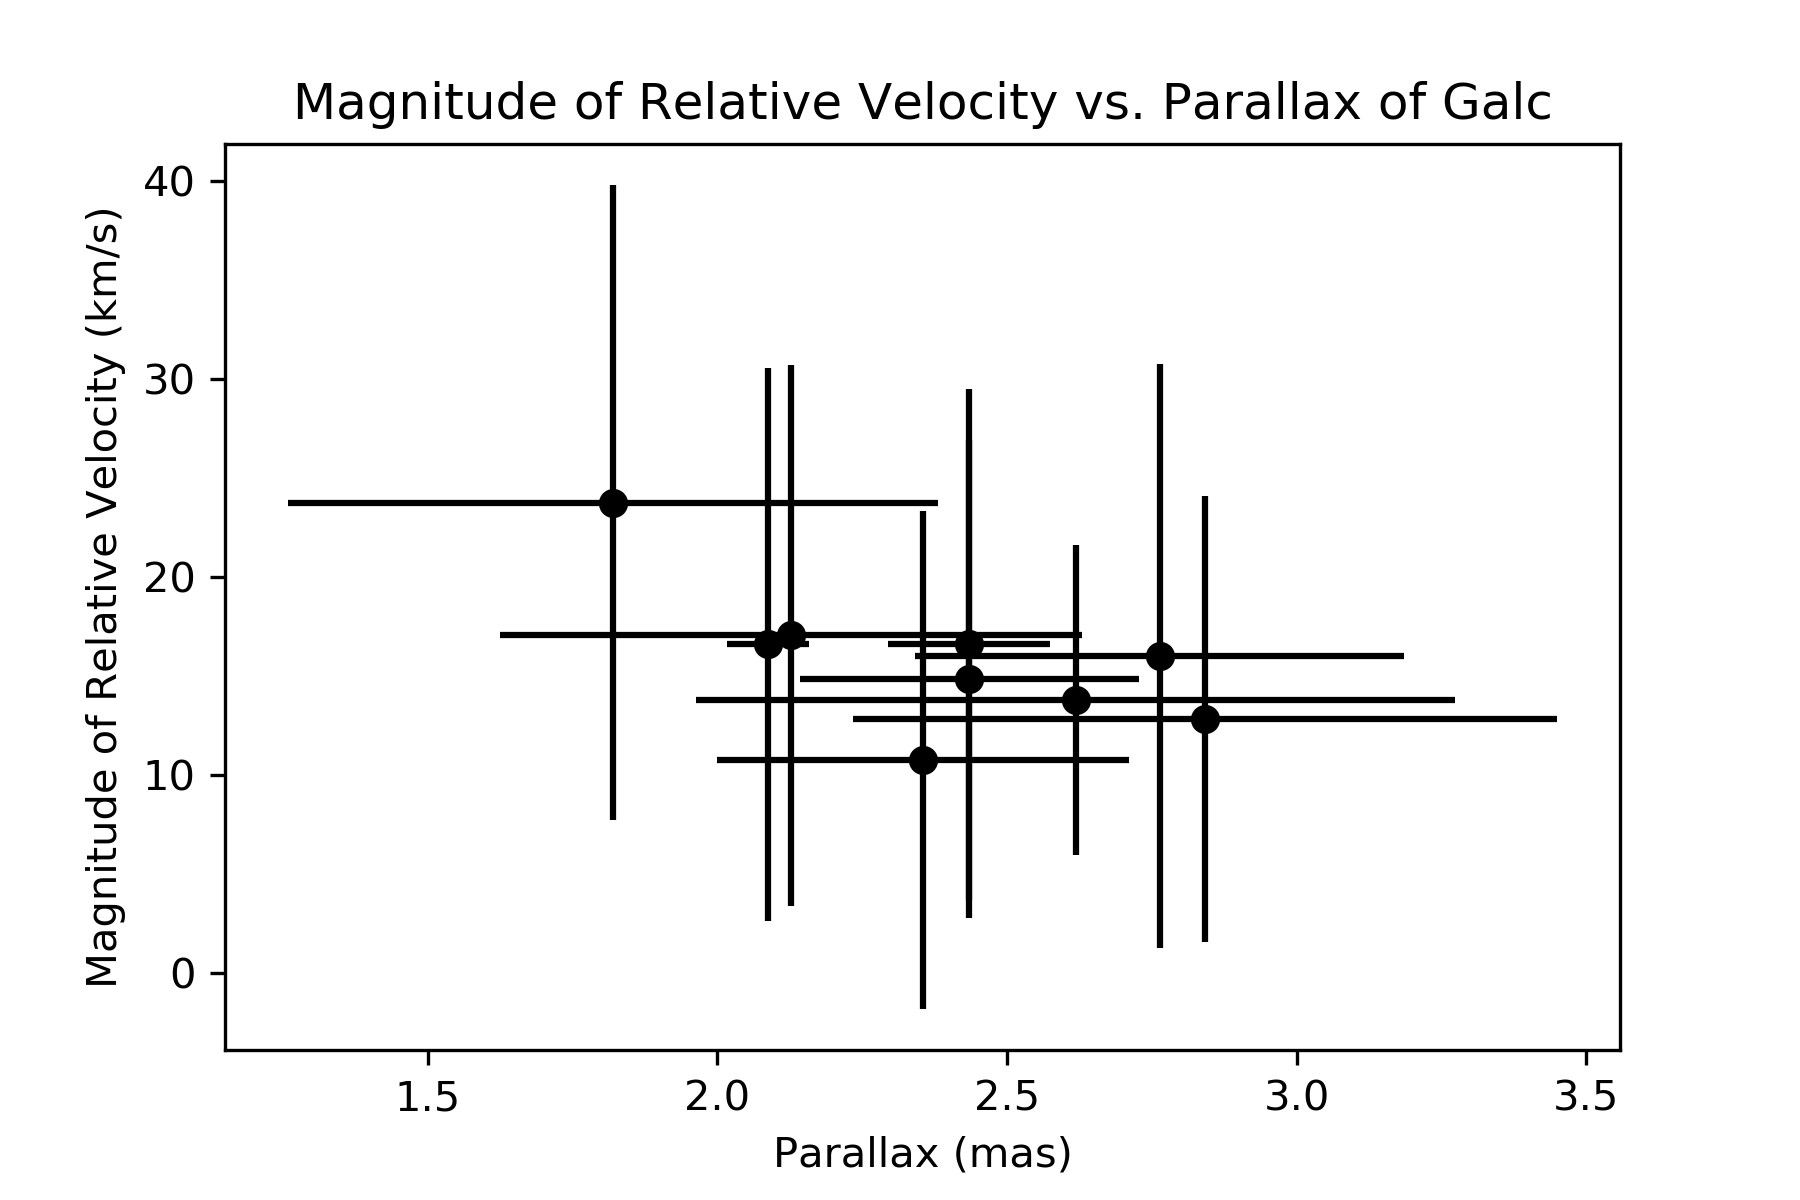 Magnitude of Relative Velocity vs. Parallax of Galc
Magnitude of Relative Velocity (km/s)
40
30
20
10
0
1.5 2.0 2.5 3.0 3.5
Parallax (mas)